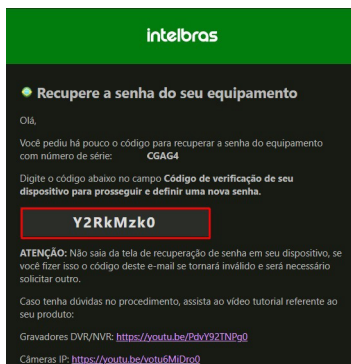 intelbras
Recupere a senha do seu equipamento
Olá,
Você pediu há pouco o código para recuperar a senha do equipamento
com número de série: CGAG4
Digite o código abaixo no campo Código de verificação de seu
dispositivo para prosseguir e definir uma nova senha.
Y2RkMzk0
ATENÇÃO: Não saia da tela de recuperação de senha em seu dispositivo, se
você fizer isso o código deste e-mail se tornará inválido e será necessário
solicitar outro.
Caso tenha dúvidas no procedimento, assista ao vídeo tutorial referente ao
seu produto:
Gravadores DVR/NVR: https://youtu.be/PdvY92TNPg0
Câmeras IP: https://youtu.be/votu6MiDro0